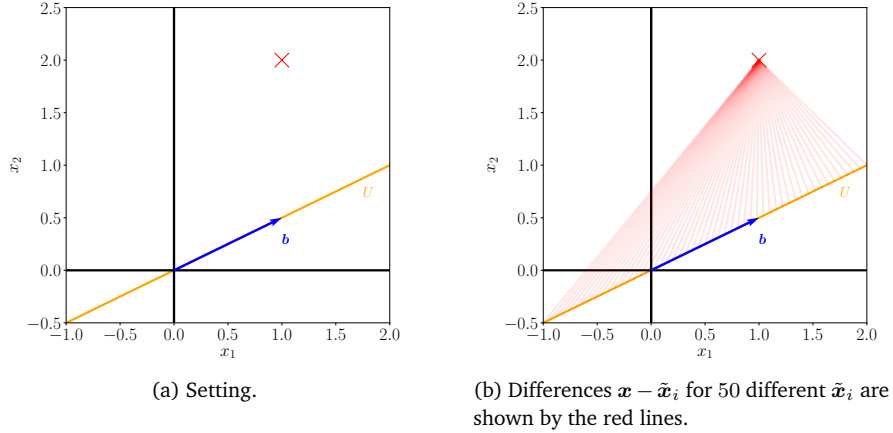 2.5
2.0
1.5
1.0
0.5
0.0
−0.5
−1.0 −0.5 0.0 0.5 1.0 1.5 2.0
x₁
x₂
U
b
(a) Setting.
2.5
2.0
1.5
1.0
0.5
0.0
−0.5
−1.0 −0.5 0.0 0.5 1.0 1.5 2.0
x₁
x₂
U
b
(b) Differences x − x̃ᵢ for 50 different x̃ᵢ are
shown by the red lines.